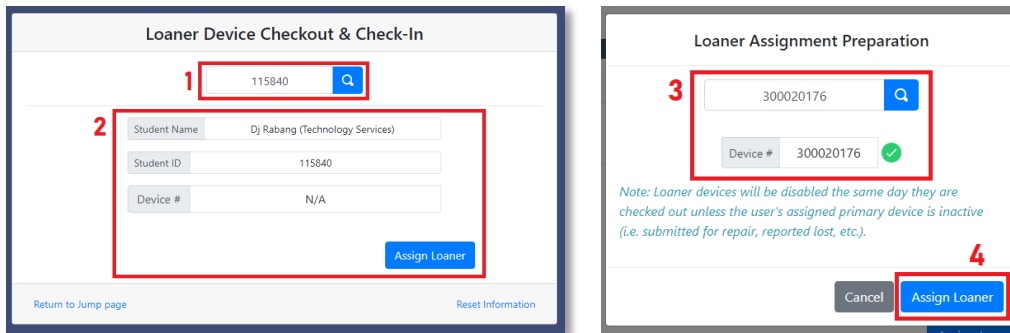 Loaner Device Checkout & Check-In
1
115840
2
Student Name Dj Rabang (Technology Services)
Student ID 115840
Device # N/A
Assign Loaner
Return to Jump page Reset Information
Loaner Assignment Preparation
3
300020176
Device # 300020176
Note: Loaner devices will be disabled the same day they are
checked out unless the user's assigned primary device is inactive
(i.e. submitted for repair, reported lost, etc.).
4
Cancel Assign Loaner